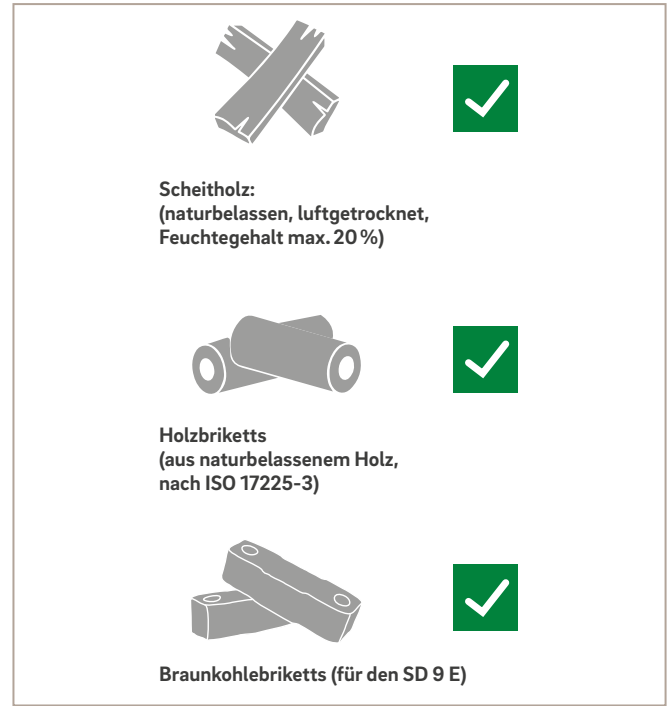 Scheitholz:
(naturbelassen, luftgetrocknet,
Feuchtegehalt max. 20 %)
Holzbriketts
(aus naturbelassenem Holz,
nach ISO 17225-3)
Braunkohlebriketts (für den SD 9 E)